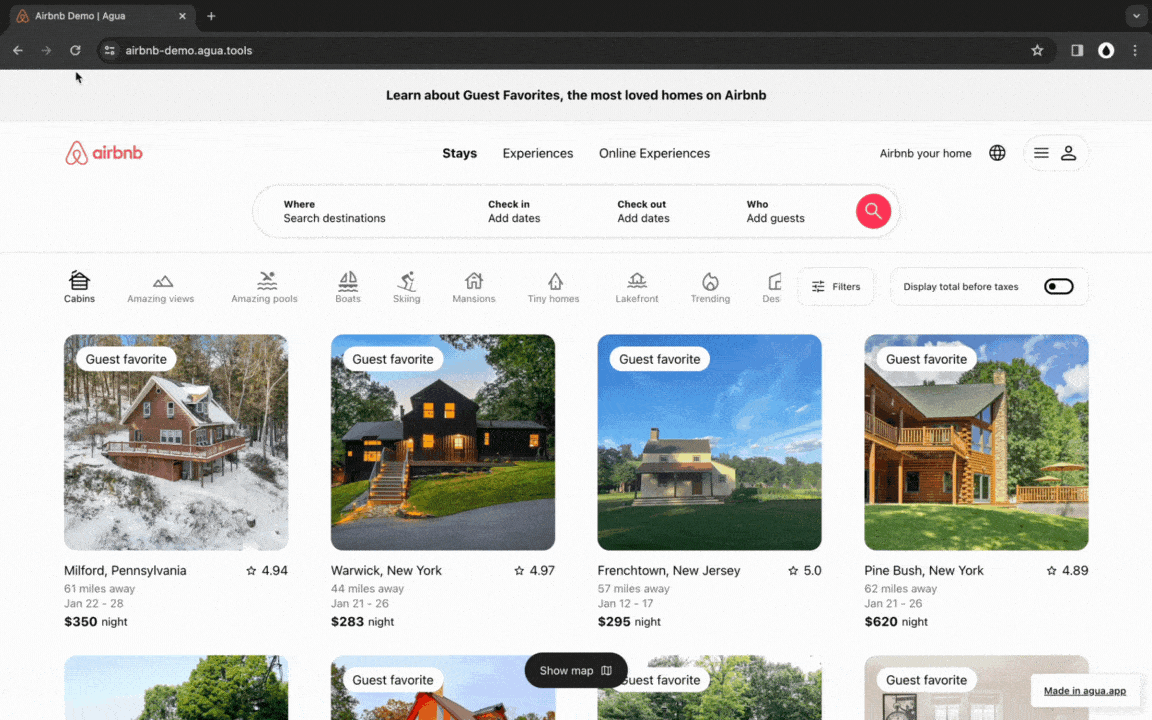 Airbnb Demo | Agua
airbnb-demo.agua.tools
Learn about Guest Favorites, the most loved homes on Airbnb
airbnb
Stays Experiences Online Experiences
Airbnb your home
Where Check in Check out Who
Search destinations Add dates Add dates Add guests
Cabins Amazing views Amazing pools Boats Skiing Mansions Tiny homes Lakefront Trending Des
Filters
Display total before taxes
Guest favorite Guest favorite Guest favorite Guest favorite
Milford, Pennsylvania 4.94 Warwick, New York 4.97 Frenchtown, New Jersey 5.0 Pine Bush, New York 4.89
61 miles away 44 miles away 57 miles away 62 miles away
Jan 22 - 28 Jan 21 - 26 Jan 12 - 17 Jan 21 - 26
$350 night $283 night $295 night $620 night
Show map
Guest favorite Guest favorite Guest favorite
Made in agua.app